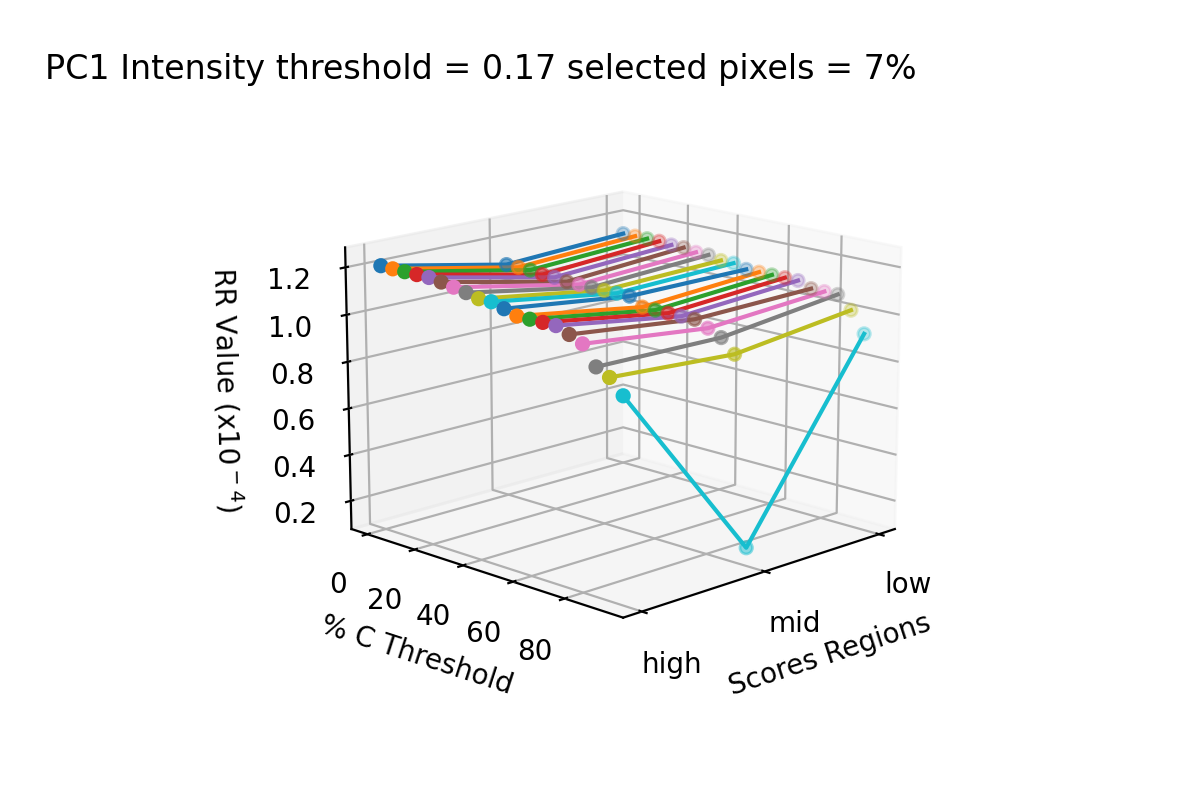 PC1 Intensity threshold = 0.17 selected pixels = 7%
RR Value (x10⁻⁴)
1.2
1.0
0.8
0.6
0.4
0.2
0
20
40
60
80
% C Threshold
high
mid
low
Scores Regions